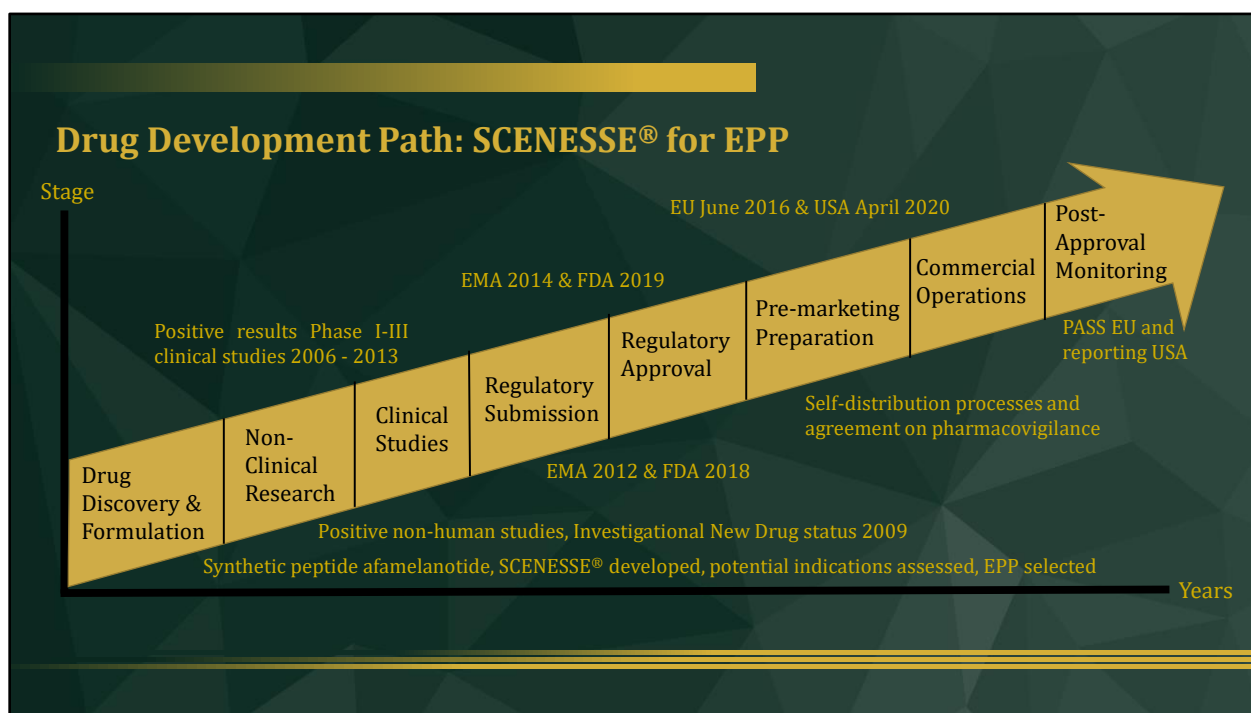 Drug Development Path: SCENESSE® for EPP
Stage
EU June 2016 & USA April 2020
EMA 2014 & FDA 2019
Positive results Phase I-III
clinical studies 2006 - 2013
Drug
Discovery &
Formulation
Non-
Clinical
Research
Clinical
Studies
Regulatory
Submission
Regulatory
Approval
Pre-marketing
Preparation
Commercial
Operations
Post-
Approval
Monitoring
PASS EU and
reporting USA
Self-distribution processes and
agreement on pharmacovigilance
EMA 2012 & FDA 2018
Positive non-human studies, Investigational New Drug status 2009
Synthetic peptide afamelanotide, SCENESSE® developed, potential indications assessed, EPP selected
Years